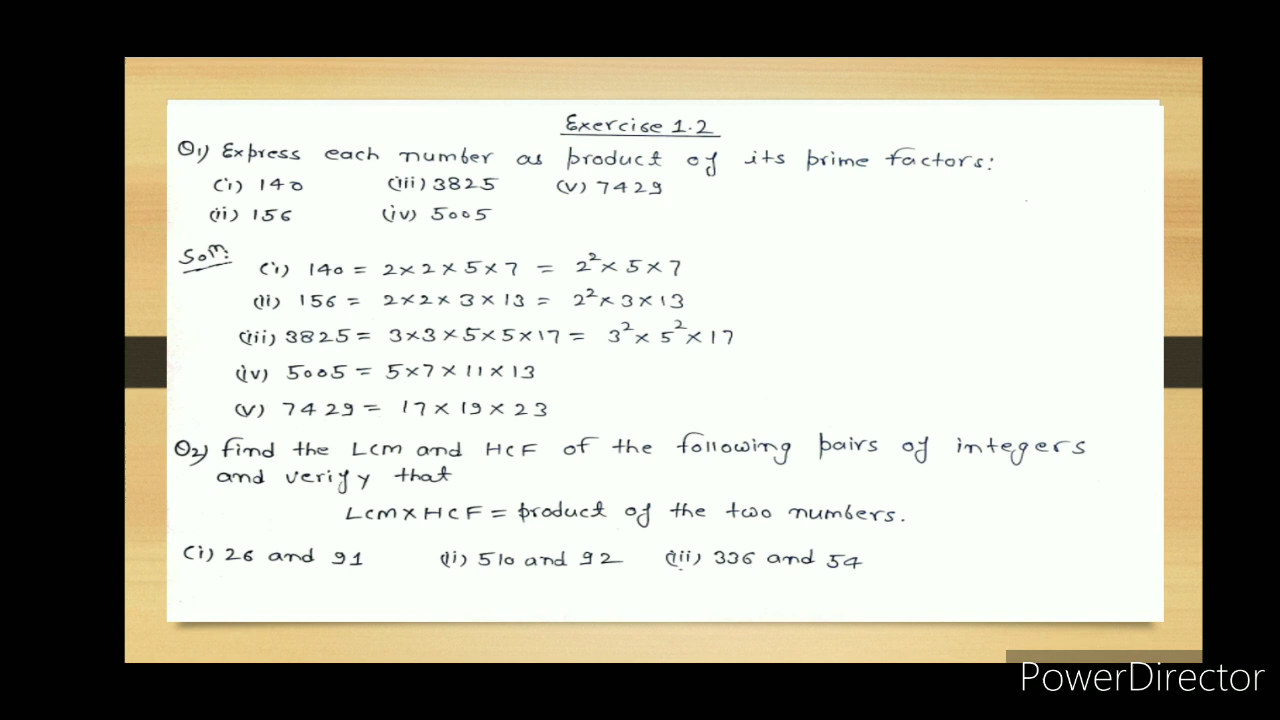 Exercise 1.2
Q1) Express each number as product of its prime factors:
(i) 140 (iii) 3825 (v) 7429
(ii) 156 (iv) 5005
Soln:
(i) 140 = 2×2×5×7 = 2²×5×7
(ii) 156 = 2×2×3×13 = 2²×3×13
(iii) 3825 = 3×3×5×5×17 = 3²×5²×17
(iv) 5005 = 5×7×11×13
(v) 7429 = 17×19×23
Q2) find the LCM and HCF of the following pairs of integers
and verify that
LCM×HCF = product of the two numbers.
(i) 26 and 91 (ii) 510 and 92 (iii) 336 and 54
PowerDirector